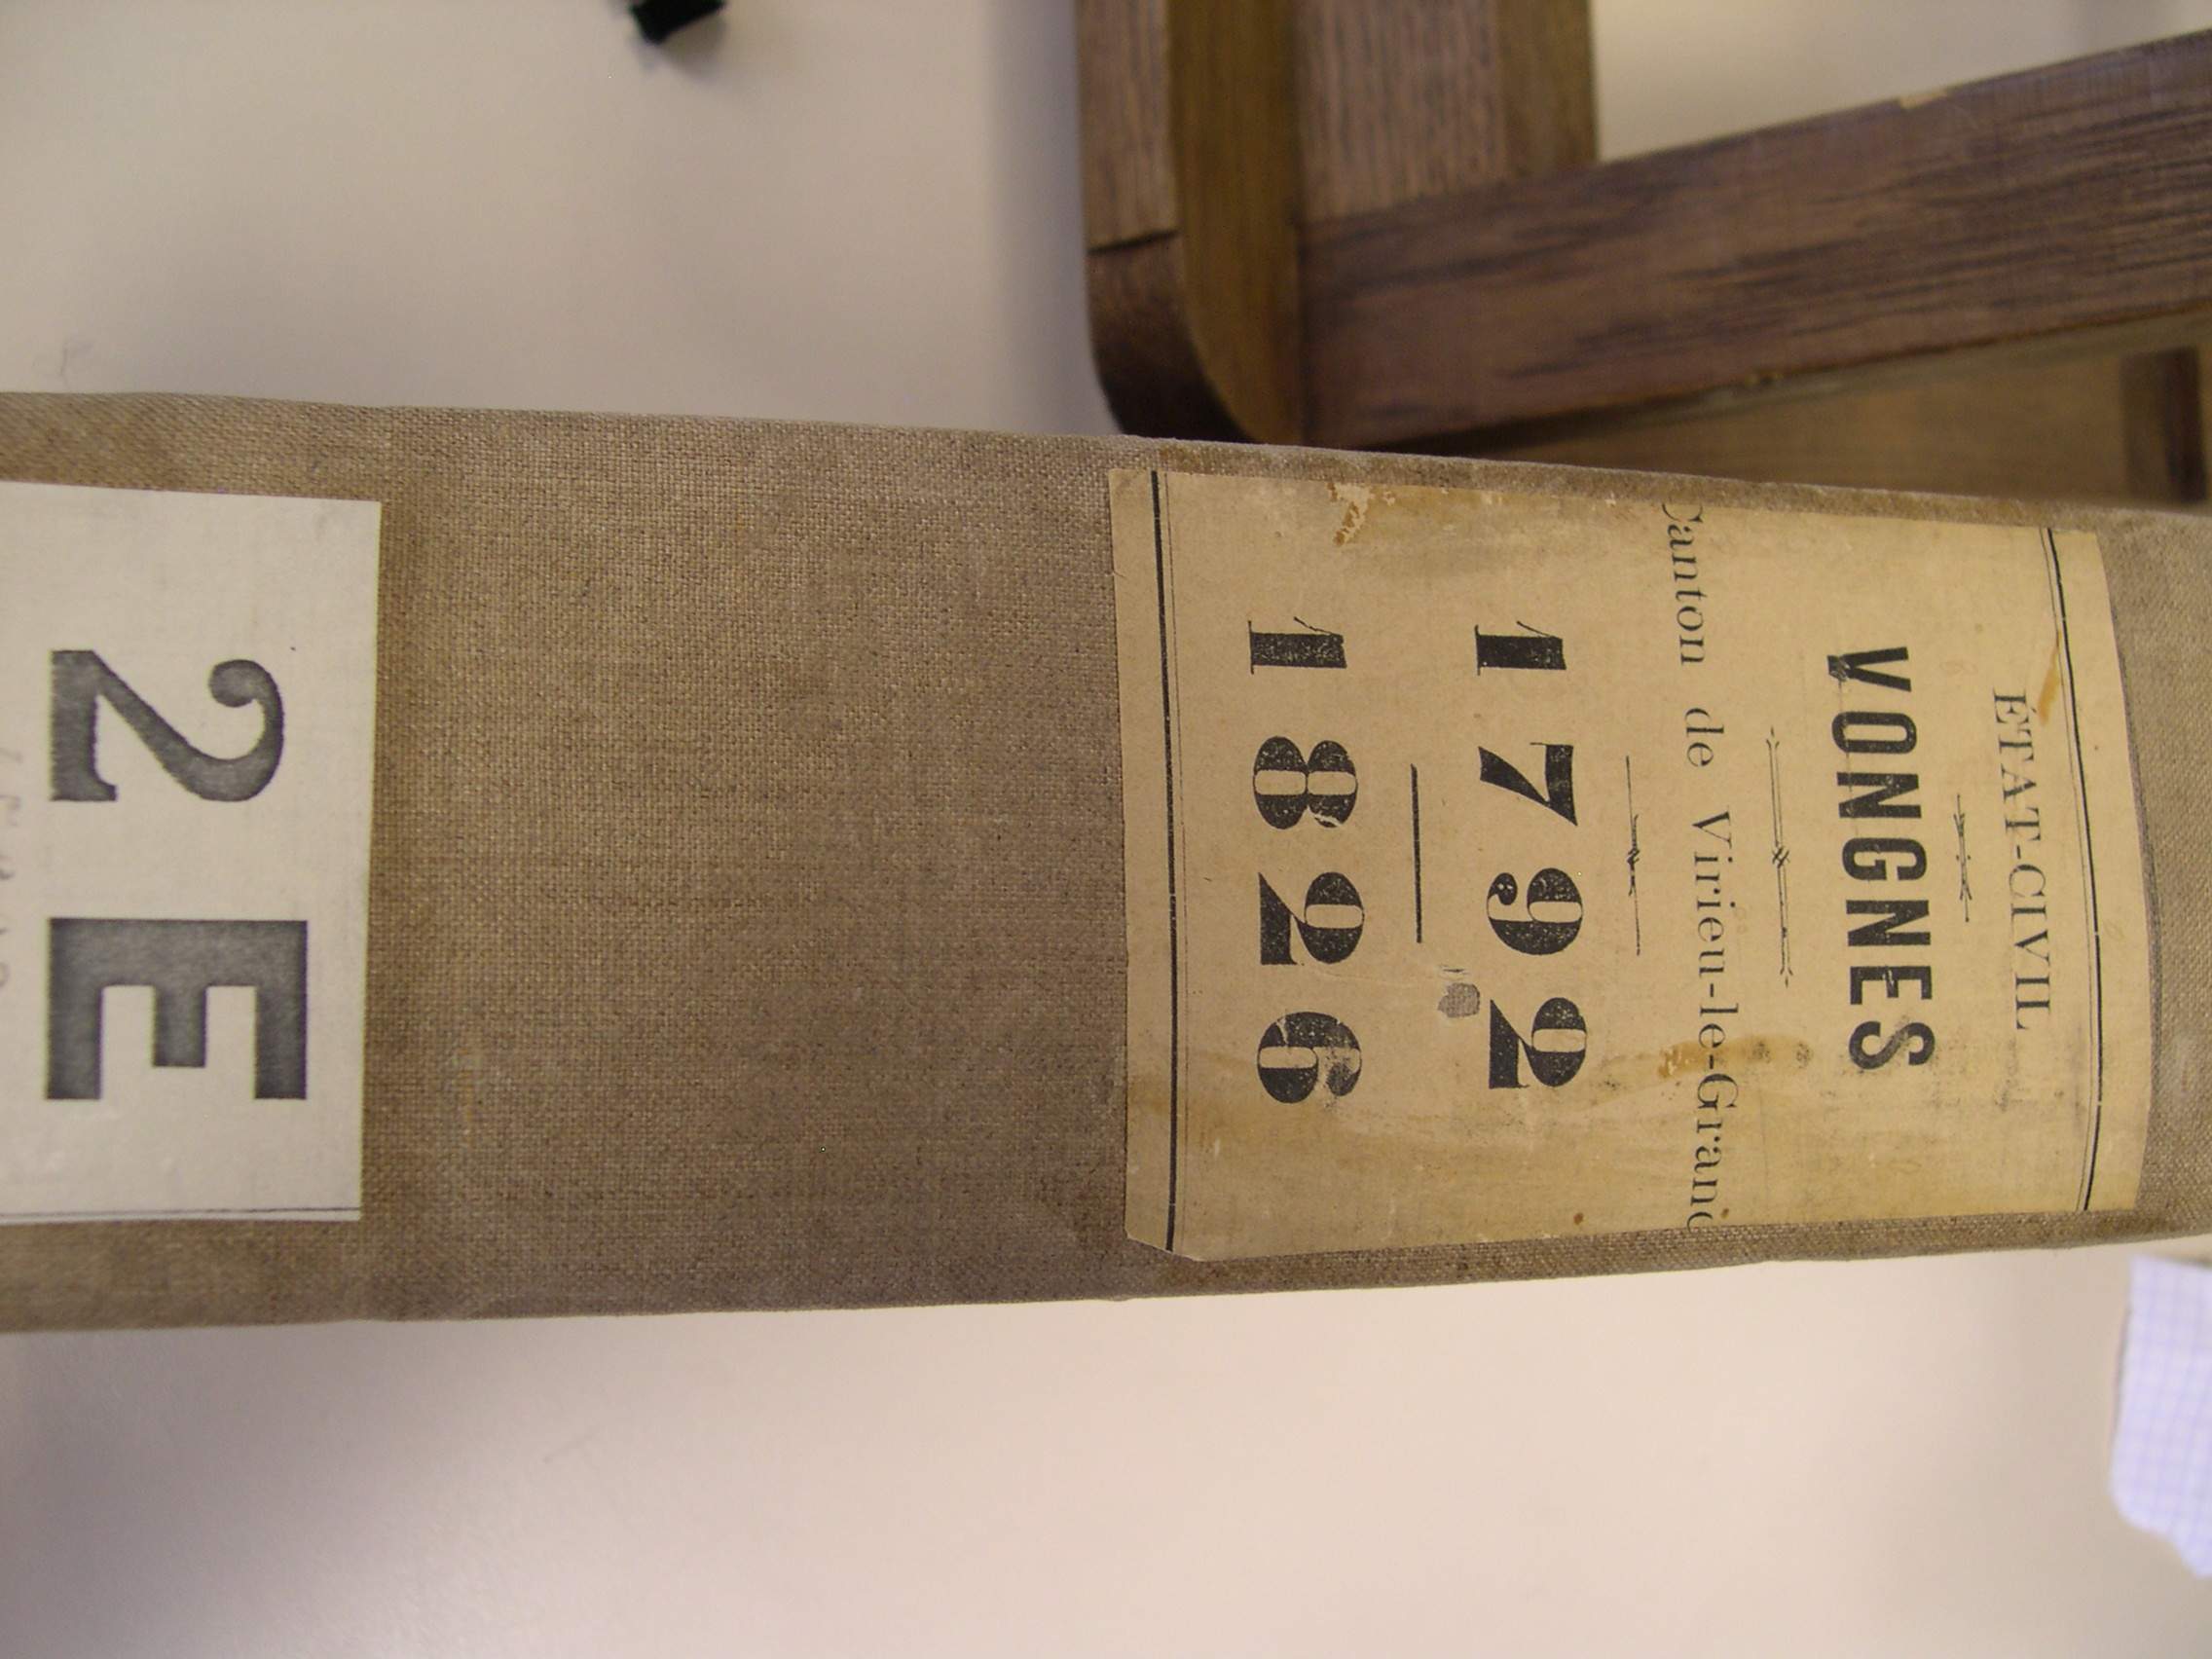 ÉTAT-CIVIL
VONGNES
Canton de Virieu-le-Grand
1792
1826
2 E